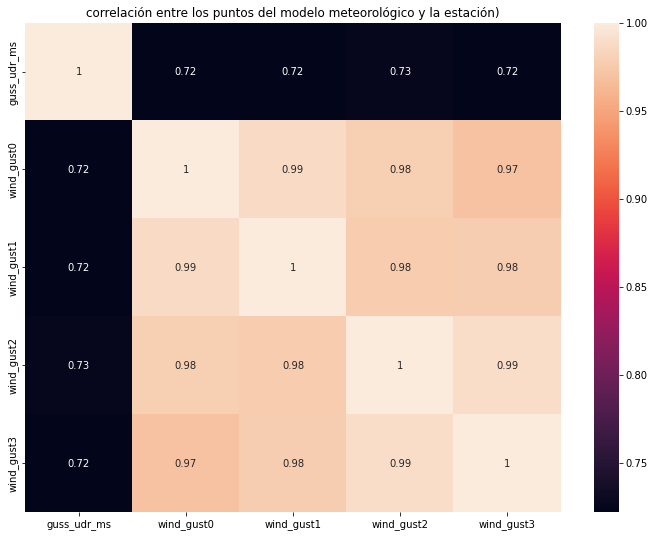 correlación entre los puntos del modelo meteorológico y la estación)
guss_udr_ms 1 0.72 0.72 0.73 0.72
wind_gust0 0.72 1 0.99 0.98 0.97
wind_gust1 0.72 0.99 1 0.98 0.98
wind_gust2 0.73 0.98 0.98 1 0.99
wind_gust3 0.72 0.97 0.98 0.99 1
guss_udr_ms wind_gust0 wind_gust1 wind_gust2 wind_gust3
1.00
0.95
0.90
0.85
0.80
0.75